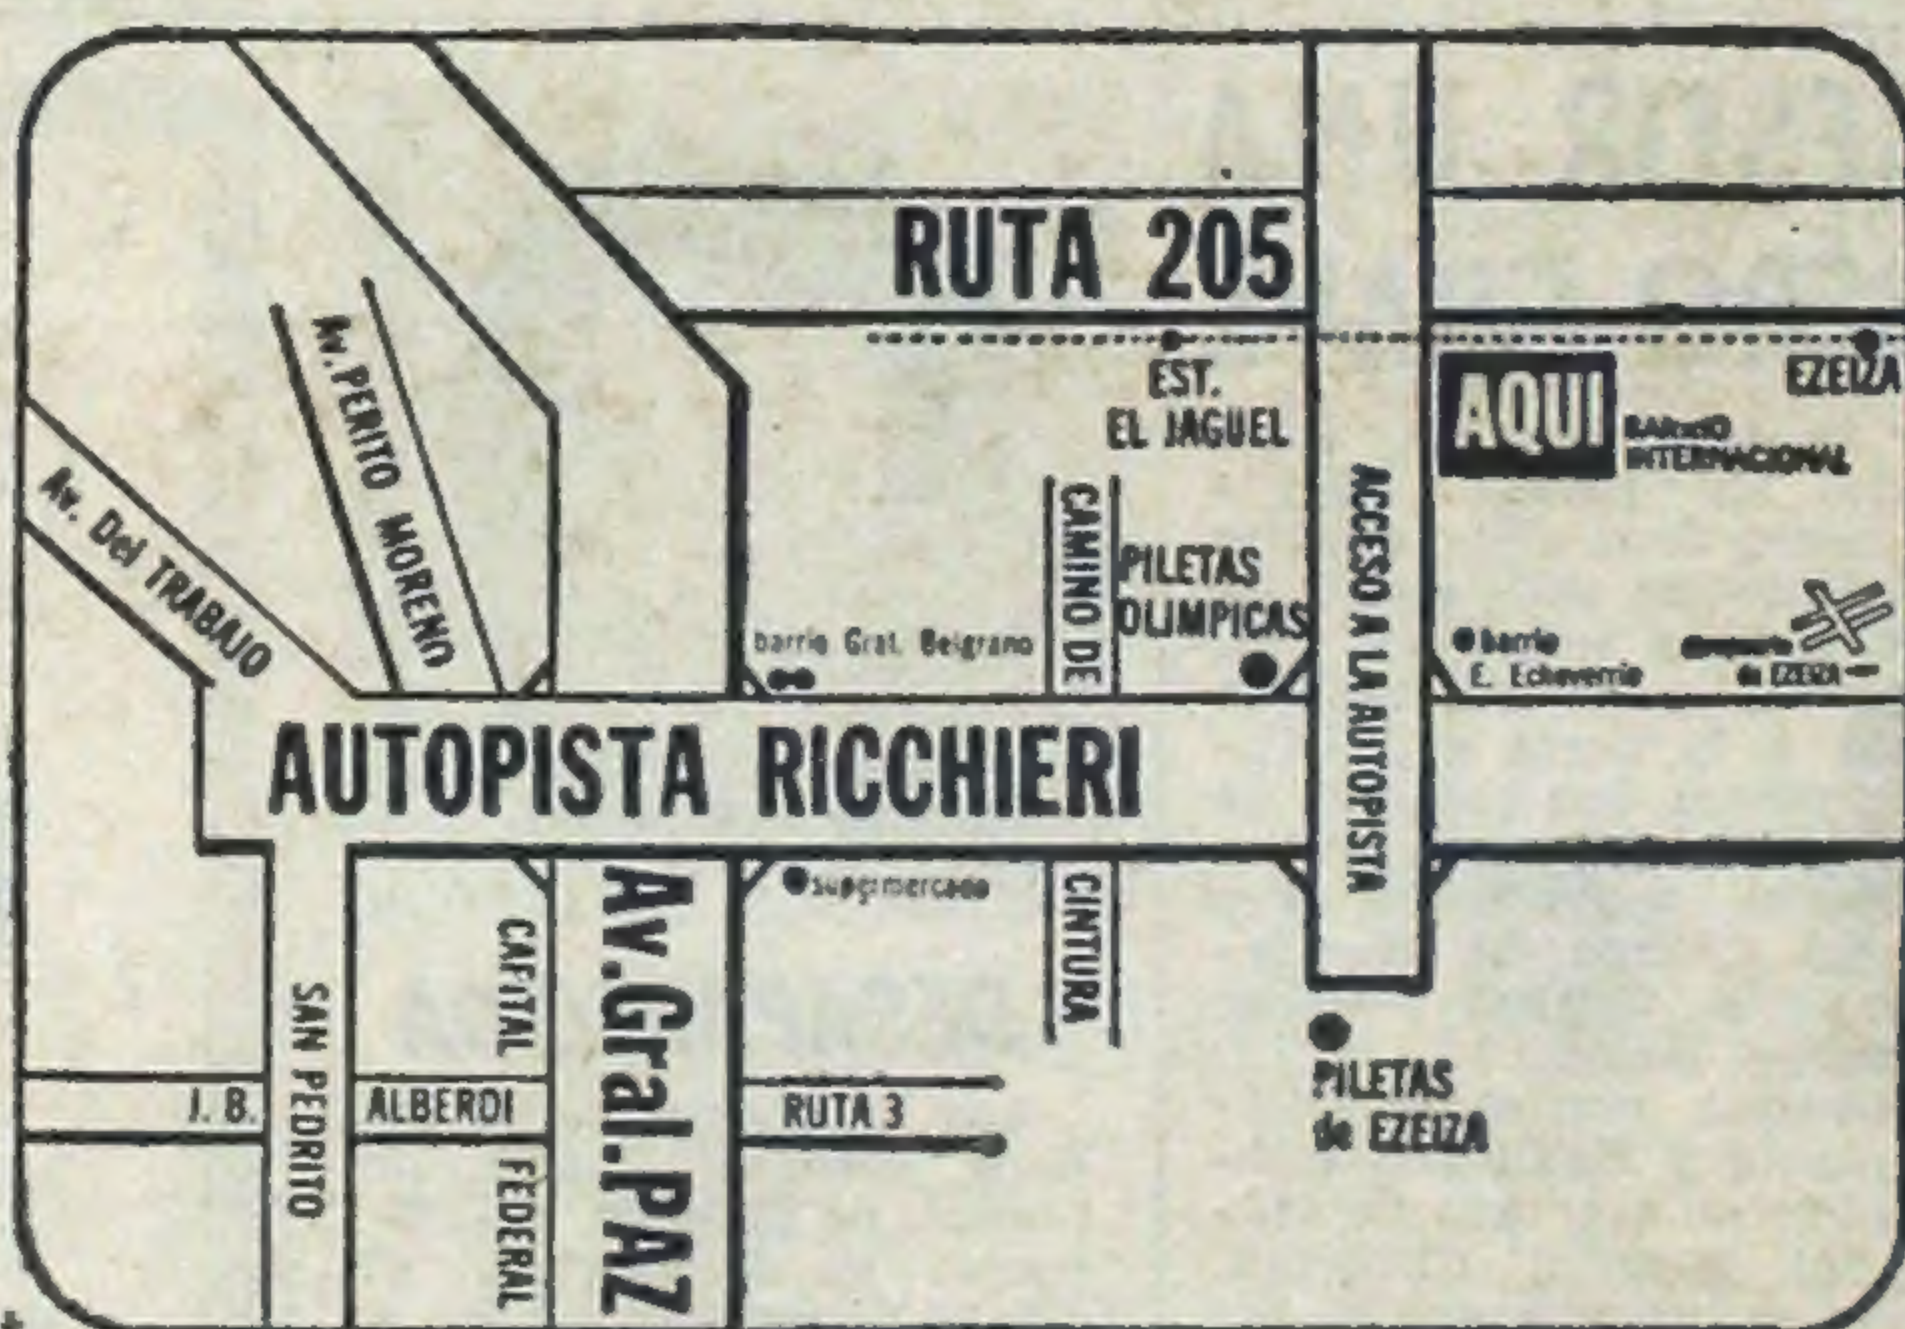 RUTA 205
EST.
EL JAGUEL
EZEIZA
AQUI
BARRIO
INTERNACIONAL
Av. PERITO MORENO
Av. Del TRABAJO
CAMINO DE
CINTURA
PILETAS
OLIMPICAS
ACCESO A LA AUTOPISTA
barrio Gral. Belgrano
barrio
E. Echeverria
de EZEIZA
AUTOPISTA RICCHIERI
supermercado
CAPITAL
FEDERAL
Av.Gral.PAZ
SAN PEDRITO
J. B.
ALBERDI
RUTA 3
PILETAS
de EZEIZA